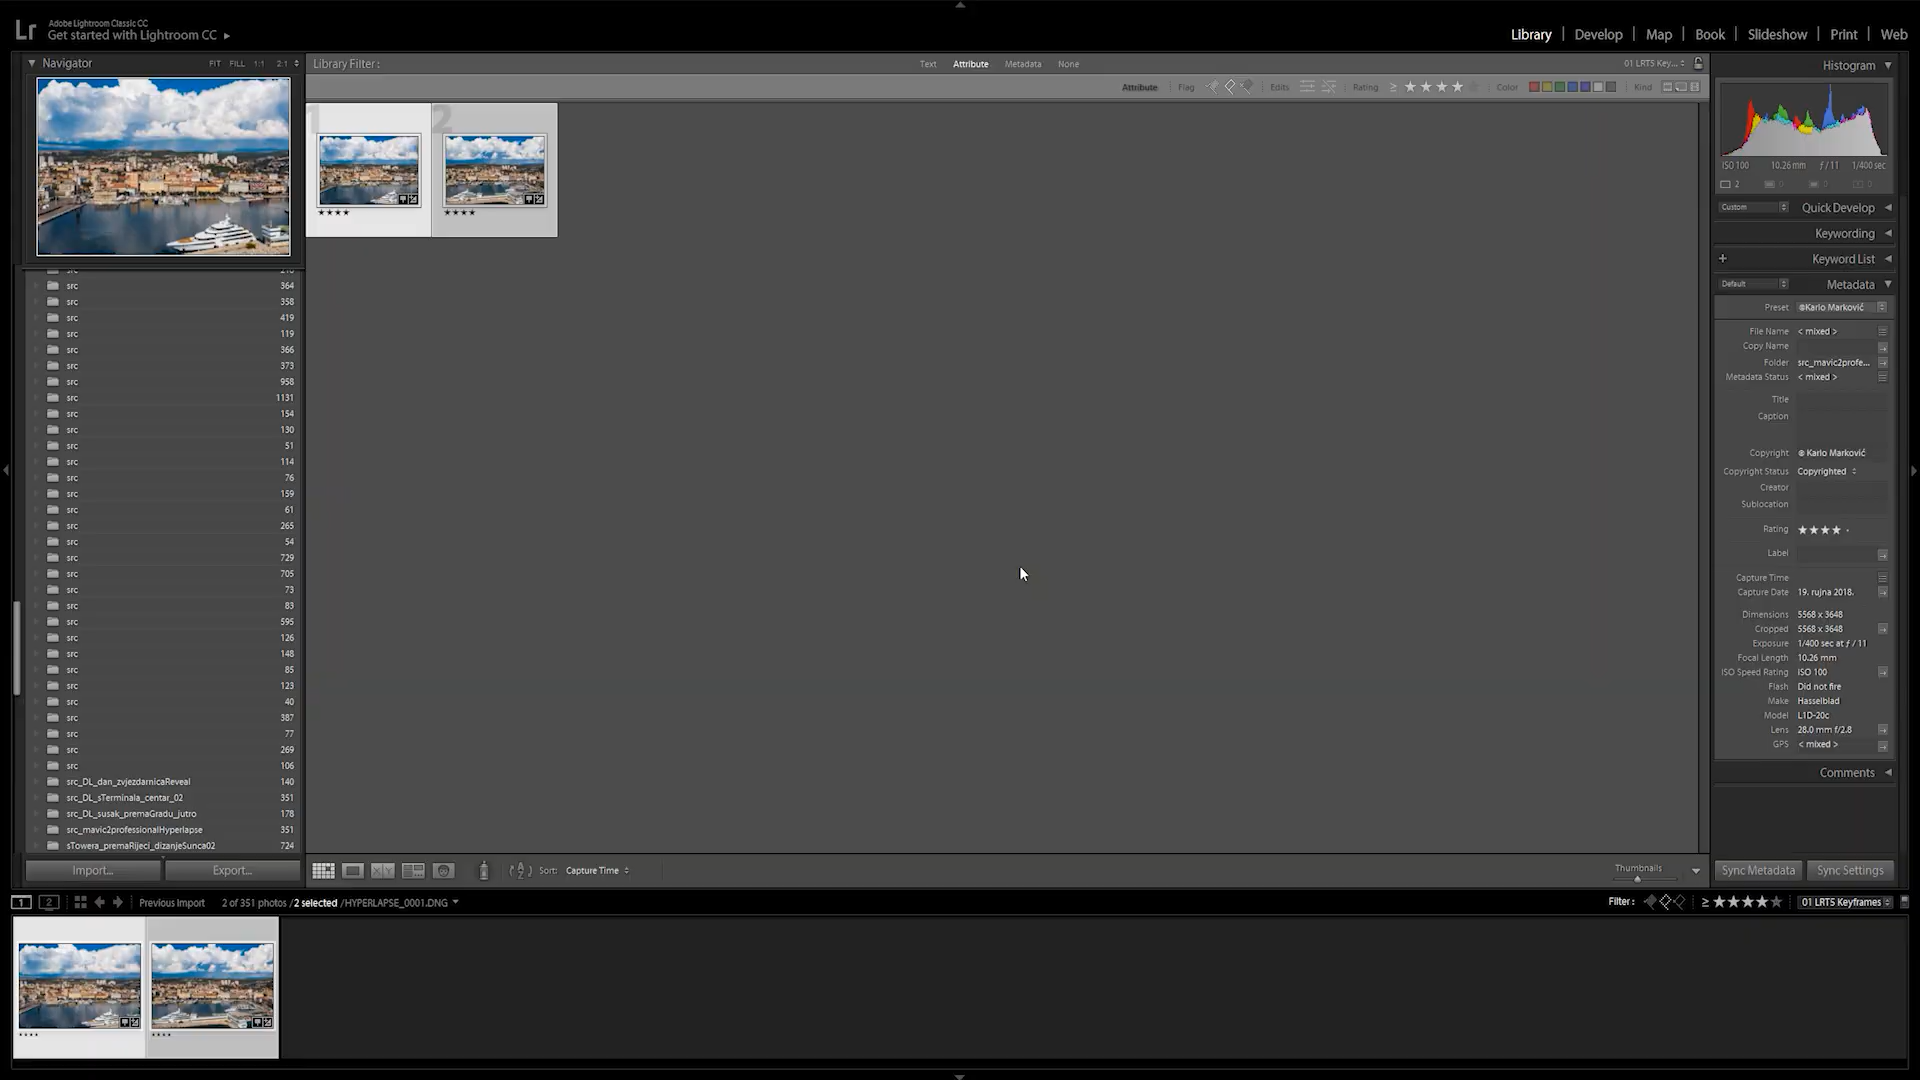 Lr
Adobe Lightroom Classic CC
Get started with Lightroom CC
Library | Develop | Map | Book | Slideshow | Print | Web
Navigator FIT FILL 1:1 2:1
Library Filter : Text Attribute Metadata None 01 LRT5 Key...
Attribute Flag Edits Rating ≥ ★★★★★ Color Kind
1 2
★★★★ ★★★★
src 364
src 358
src 419
src 119
src 366
src 373
src 958
src 1131
src 154
src 130
src 51
src 114
src 76
src 159
src 61
src 265
src 54
src 729
src 705
src 73
src 83
src 595
src 126
src 148
src 85
src 123
src 40
src 387
src 77
src 269
src 106
src_DL_dan_zvjezdarnicaReveal 140
src_DL_sTerminala_centar_02 351
src_DL_susak_premaGradu_jutro 178
src_mavic2professionalHyperlapse 351
sTowera_premaRijeci_dizanjeSunca02 724
Import... Export...
Sort: Capture Time
Thumbnails
Histogram
ISO 100 10.26 mm ƒ / 11 1/400 sec
2
Custom Quick Develop
Keywording
+ Keyword List
Default Metadata
Preset ©Karlo Marković
File Name < mixed >
Copy Name
Folder src_mavic2profe...
Metadata Status < mixed >
Title
Caption
Copyright © Karlo Marković
Copyright Status Copyrighted
Creator
Sublocation
Rating ★★★★ ·
Label
Capture Time
Capture Date 19. rujna 2018.
Dimensions 5568 x 3648
Cropped 5568 x 3648
Exposure 1/400 sec at ƒ / 11
Focal Length 10.26 mm
ISO Speed Rating ISO 100
Flash Did not fire
Make Hasselblad
Model L1D-20c
Lens 28.0 mm f/2.8
GPS < mixed >
Comments
Sync Metadata Sync Settings
1 2 Previous Import 2 of 351 photos / 2 selected / HYPERLAPSE_0001.DNG
Filter : ≥ ★★★★★ 01 LRT5 Keyframes